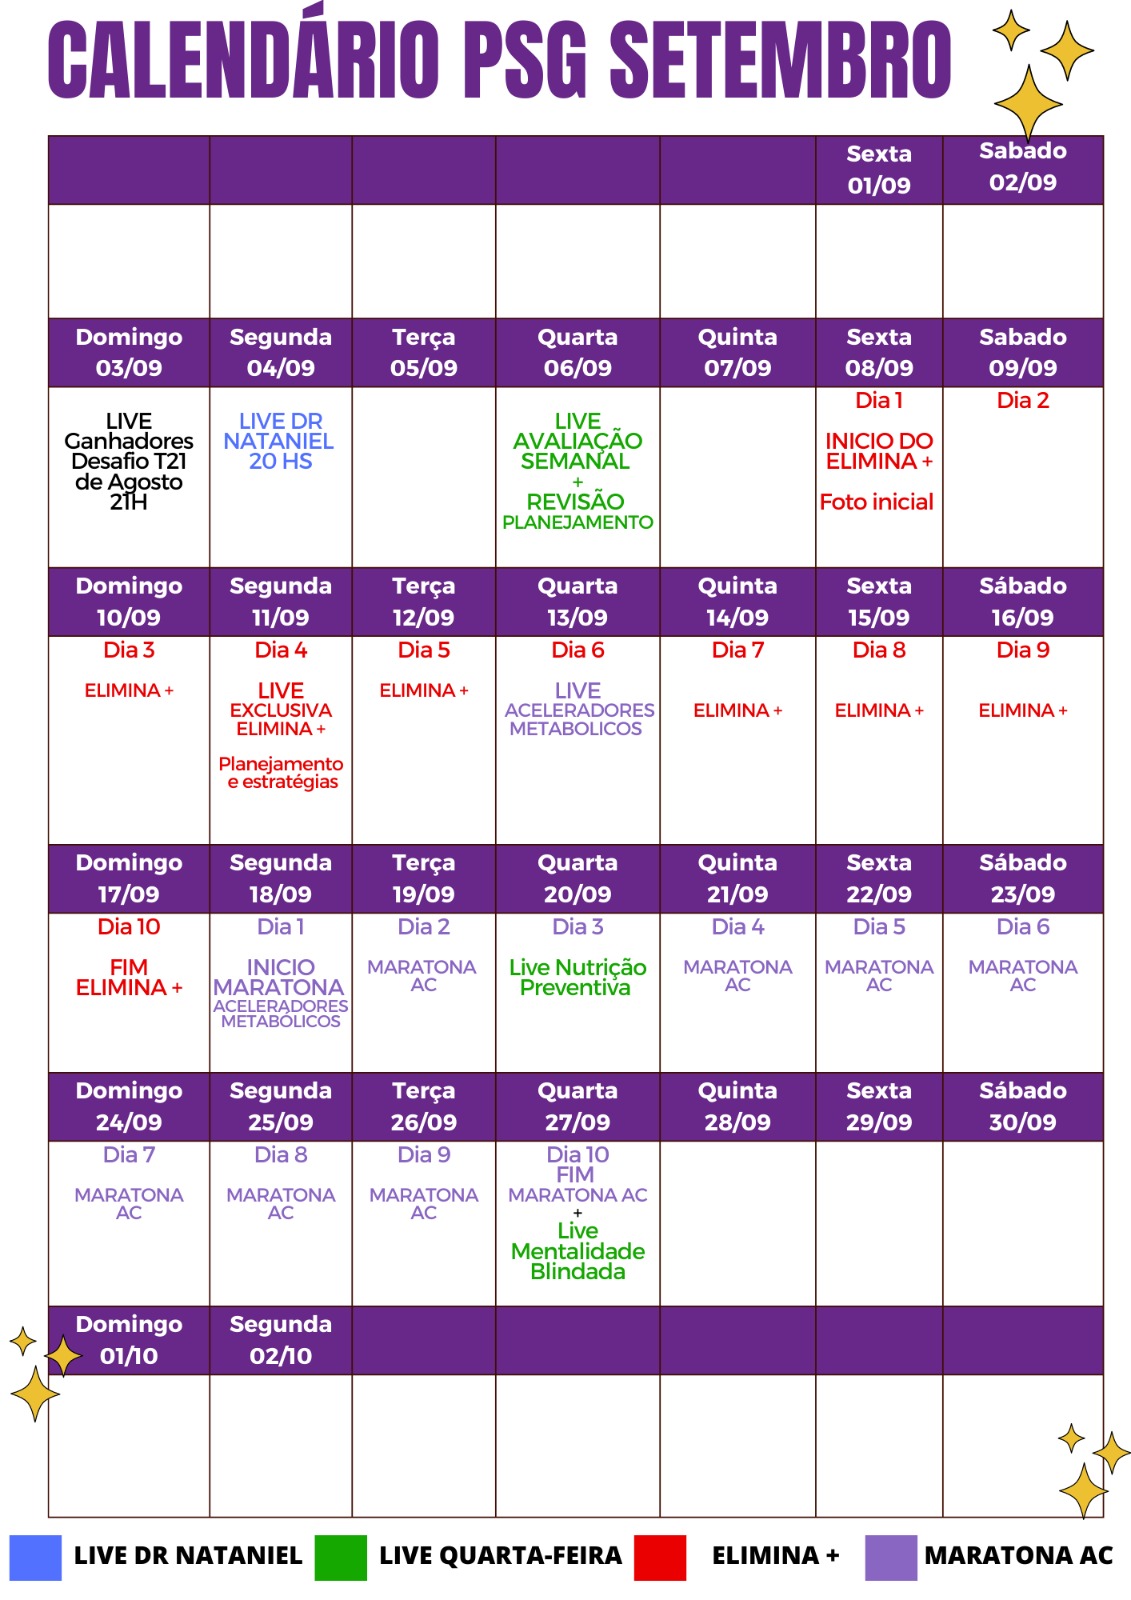 CALENDÁRIO PSG SETEMBRO
Sexta
01/09
Sabado
02/09
Domingo
03/09
Segunda
04/09
Terça
05/09
Quarta
06/09
Quinta
07/09
Sexta
08/09
Sabado
09/09
LIVE
Ganhadores
Desafio T21
de Agosto
21H
LIVE DR
NATANIEL
20 HS
LIVE
AVALIAÇÃO
SEMANAL
+
REVISÃO
PLANEJAMENTO
Dia 1
INICIO DO
ELIMINA +
Foto inicial
Dia 2
Domingo
10/09
Segunda
11/09
Terça
12/09
Quarta
13/09
Quinta
14/09
Sexta
15/09
Sábado
16/09
Dia 3
ELIMINA +
Dia 4
LIVE
EXCLUSIVA
ELIMINA +
Planejamento
e estratégias
Dia 5
ELIMINA +
Dia 6
LIVE
ACELERADORES
METABOLICOS
Dia 7
ELIMINA +
Dia 8
ELIMINA +
Dia 9
ELIMINA +
Domingo
17/09
Segunda
18/09
Terça
19/09
Quarta
20/09
Quinta
21/09
Sexta
22/09
Sábado
23/09
Dia 10
FIM
ELIMINA +
Dia 1
INICIO
MARATONA
ACELERADORES
METABÓLICOS
Dia 2
MARATONA
AC
Dia 3
Live Nutrição
Preventiva
Dia 4
MARATONA
AC
Dia 5
MARATONA
AC
Dia 6
MARATONA
AC
Domingo
24/09
Segunda
25/09
Terça
26/09
Quarta
27/09
Quinta
28/09
Sexta
29/09
Sábado
30/09
Dia 7
MARATONA
AC
Dia 8
MARATONA
AC
Dia 9
MARATONA
AC
Dia 10
FIM
MARATONA AC
+
Live
Mentalidade
Blindada
Domingo
01/10
Segunda
02/10
LIVE DR NATANIEL
LIVE QUARTA-FEIRA
ELIMINA +
MARATONA AC